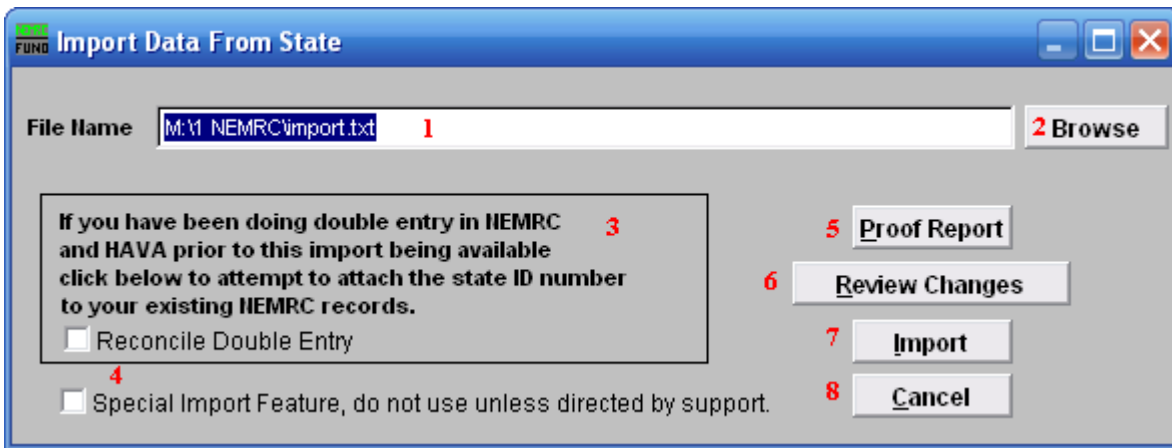 FUND Import Data From State
File Name M:\1 NEMRC\import.txt 1 2 Browse
If you have been doing double entry in NEMRC 3
and HAVA prior to this import being available
click below to attempt to attach the state ID number
to your existing NEMRC records.
Reconcile Double Entry
4
Special Import Feature, do not use unless directed by support.
5 Proof Report
6 Review Changes
7 Import
8 Cancel